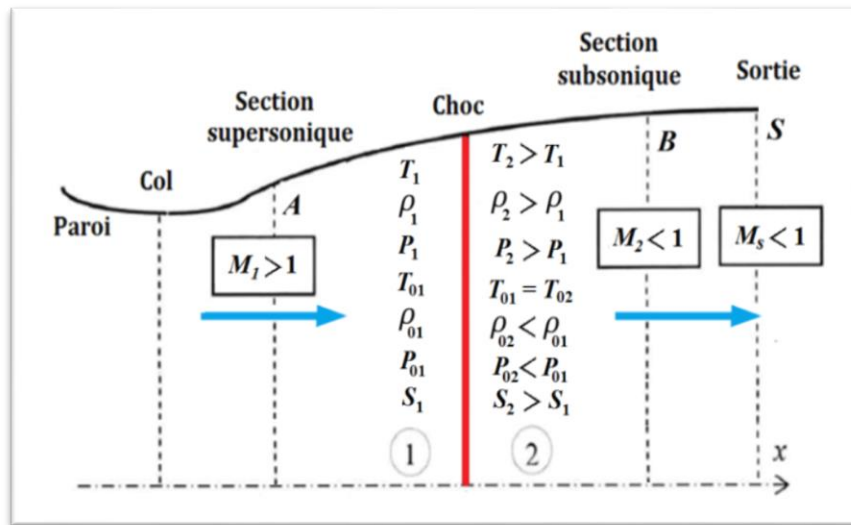 Section
subsonique
Sortie
Section
supersonique
Choc
Col
Paroi
A
B
S
M₁>1
T₁
ρ₁
P₁
T₀₁
ρ₀₁
P₀₁
S₁
T₂ > T₁
ρ₂ > ρ₁
P₂ > P₁
T₀₁ = T₀₂
ρ₀₂ < ρ₀₁
P₀₂ < P₀₁
S₂ > S₁
M₂ < 1
Mₛ < 1
1
2
x